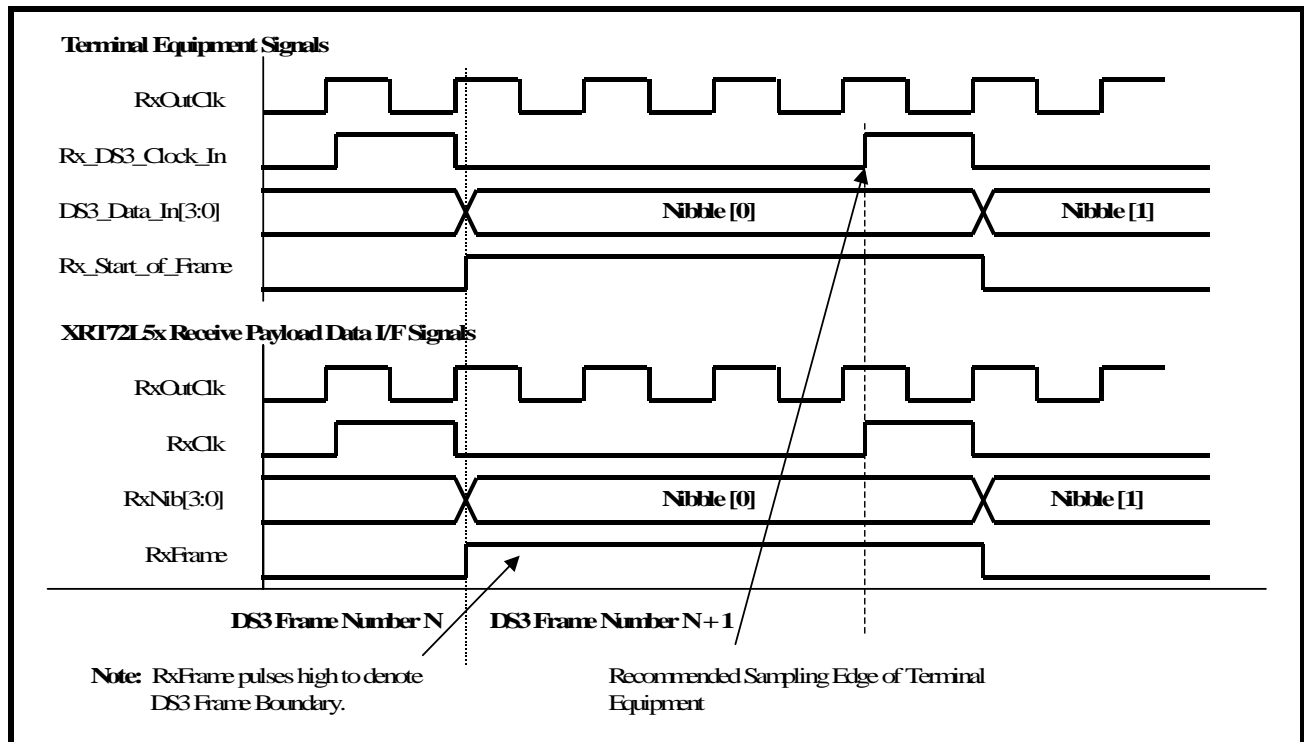 Terminal Equipment Signals
RxOutClk
Rx_DS3_Clock_In
DS3_Data_In[3:0]
Nibble [0]
Nibble [1]
Rx_Start_of_Frame
XRT72L5x Receive Payload Data I/F Signals
RxOutClk
RxClk
RxNib[3:0]
Nibble [0]
Nibble [1]
RxFrame
DS3 Frame Number N
DS3 Frame Number N + 1
Note: RxFrame pulses high to denote
DS3 Frame Boundary.
Recommended Sampling Edge of Terminal
Equipment